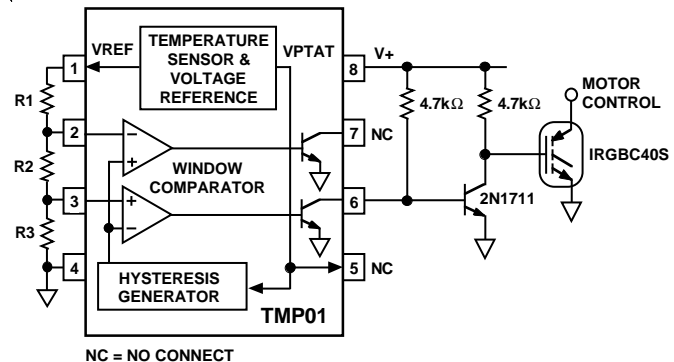 VREF
TEMPERATURE
SENSOR &
VOLTAGE
REFERENCE
VPTAT
V+
1
8
R1
4.7kΩ
4.7kΩ
MOTOR
CONTROL
2
7
NC
IRGBC40S
R2
WINDOW
COMPARATOR
3
6
2N1711
R3
4
5
NC
HYSTERESIS
GENERATOR
TMP01
NC = NO CONNECT